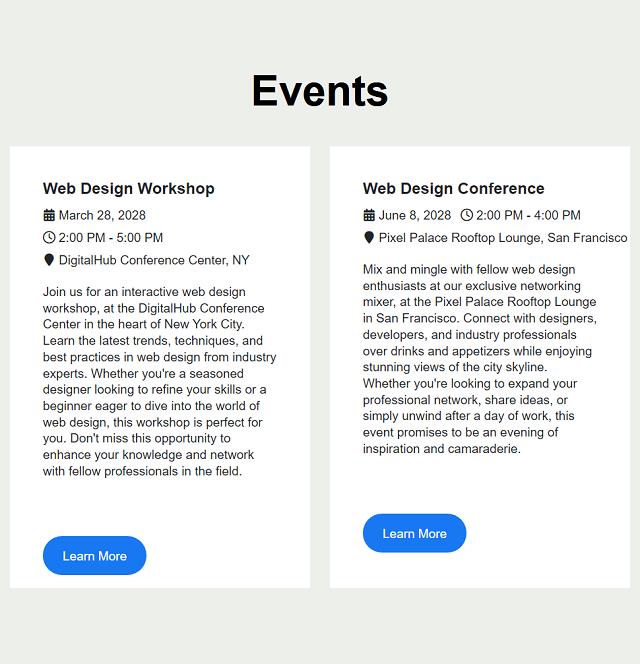 Events
Web Design Workshop
March 28, 2028
2:00 PM - 5:00 PM
DigitalHub Conference Center, NY
Join us for an interactive web design
workshop, at the DigitalHub Conference
Center in the heart of New York City.
Learn the latest trends, techniques, and
best practices in web design from industry
experts. Whether you're a seasoned
designer looking to refine your skills or a
beginner eager to dive into the world of
web design, this workshop is perfect for
you. Don't miss this opportunity to
enhance your knowledge and network
with fellow professionals in the field.
Learn More
Web Design Conference
June 8, 2028 2:00 PM - 4:00 PM
Pixel Palace Rooftop Lounge, San Francisco
Mix and mingle with fellow web design
enthusiasts at our exclusive networking
mixer, at the Pixel Palace Rooftop Lounge
in San Francisco. Connect with designers,
developers, and industry professionals
over drinks and appetizers while enjoying
stunning views of the city skyline.
Whether you're looking to expand your
professional network, share ideas, or
simply unwind after a day of work, this
event promises to be an evening of
inspiration and camaraderie.
Learn More